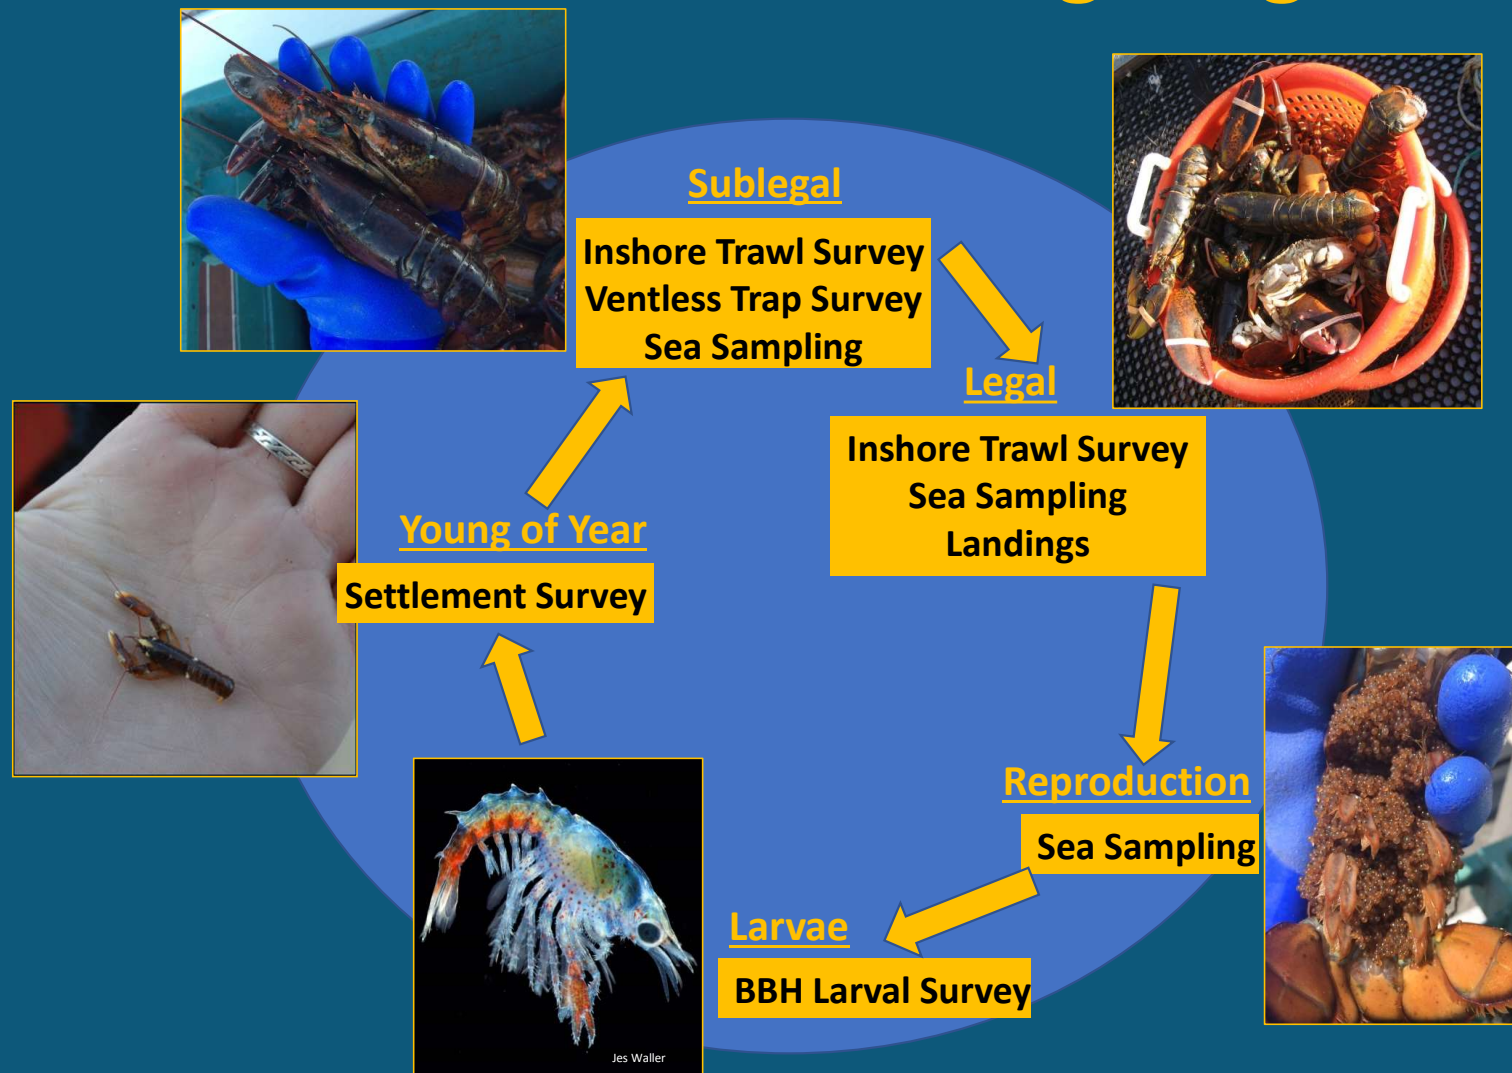 Sublegal
Inshore Trawl Survey
Ventless Trap Survey
Sea Sampling
Legal
Inshore Trawl Survey
Sea Sampling
Landings
Young of Year
Settlement Survey
Reproduction
Sea Sampling
Larvae
BBH Larval Survey
Jes Waller